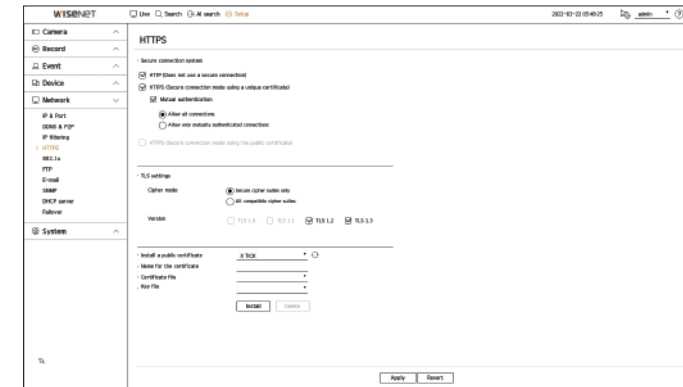 WISENET
Live Search AI search Setup 2022-03-22 05:40:25 admin
Camera
Record
Event
Device
Network
IP & Port
DDNS & P2P
IP filtering
HTTPS
802.1x
FTP
E-mail
SNMP
DHCP server
Failover
System
HTTPS
Secure connection system
HTTP (Does not use a secure connection)
HTTPS (Secure connection mode using a unique certificate)
Mutual authentication
Allow all connections
Allow only mutually authenticated connections
HTTPS (Secure connection mode using the public certificate)
TLS settings
Cipher mode Secure cipher suites only
All compatible cipher suites
Version TLS 1.0 TLS 1.1 TLS 1.2 TLS 1.3
Install a public certificate
Name for the certificate
Certificate file
Key file
Install Delete
Apply Revert